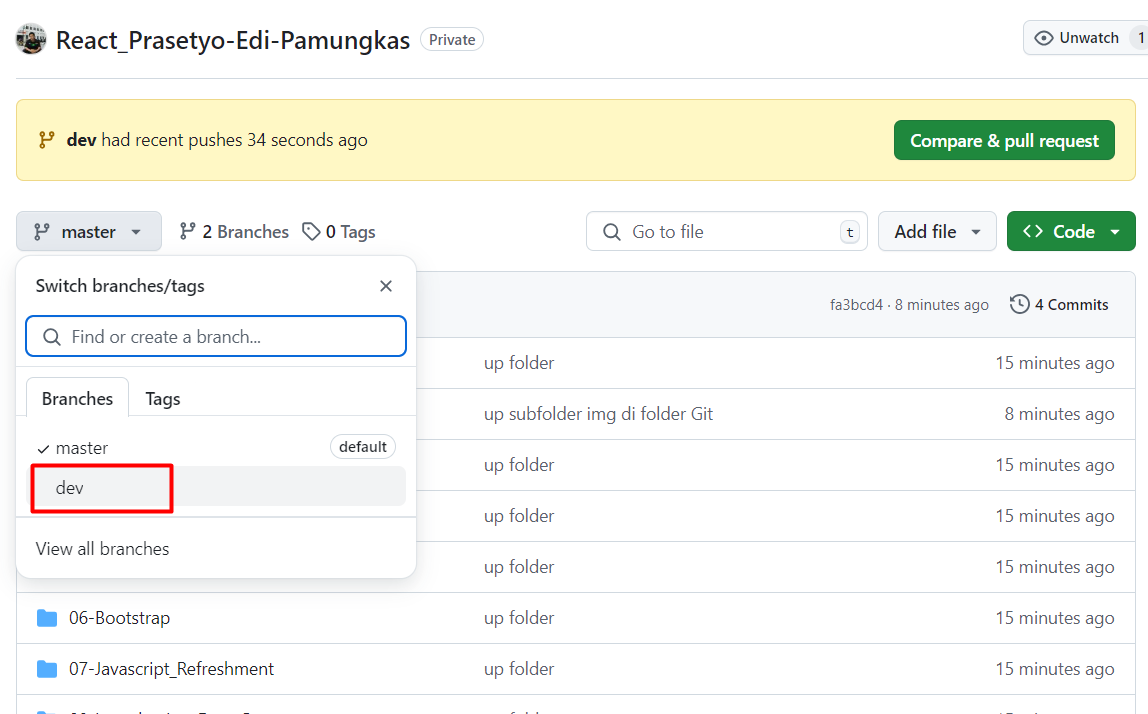 React_Prasetyo-Edi-Pamungkas Private Unwatch 1
dev had recent pushes 34 seconds ago Compare & pull request
master 2 Branches 0 Tags Go to file t Add file Code
Switch branches/tags
fa3bcd4 · 8 minutes ago 4 Commits
Find or create a branch...
up folder 15 minutes ago
Branches Tags
up subfolder img di folder Git 8 minutes ago
master default
up folder 15 minutes ago
dev
up folder 15 minutes ago
View all branches
up folder 15 minutes ago
06-Bootstrap up folder 15 minutes ago
07-Javascript_Refreshment up folder 15 minutes ago